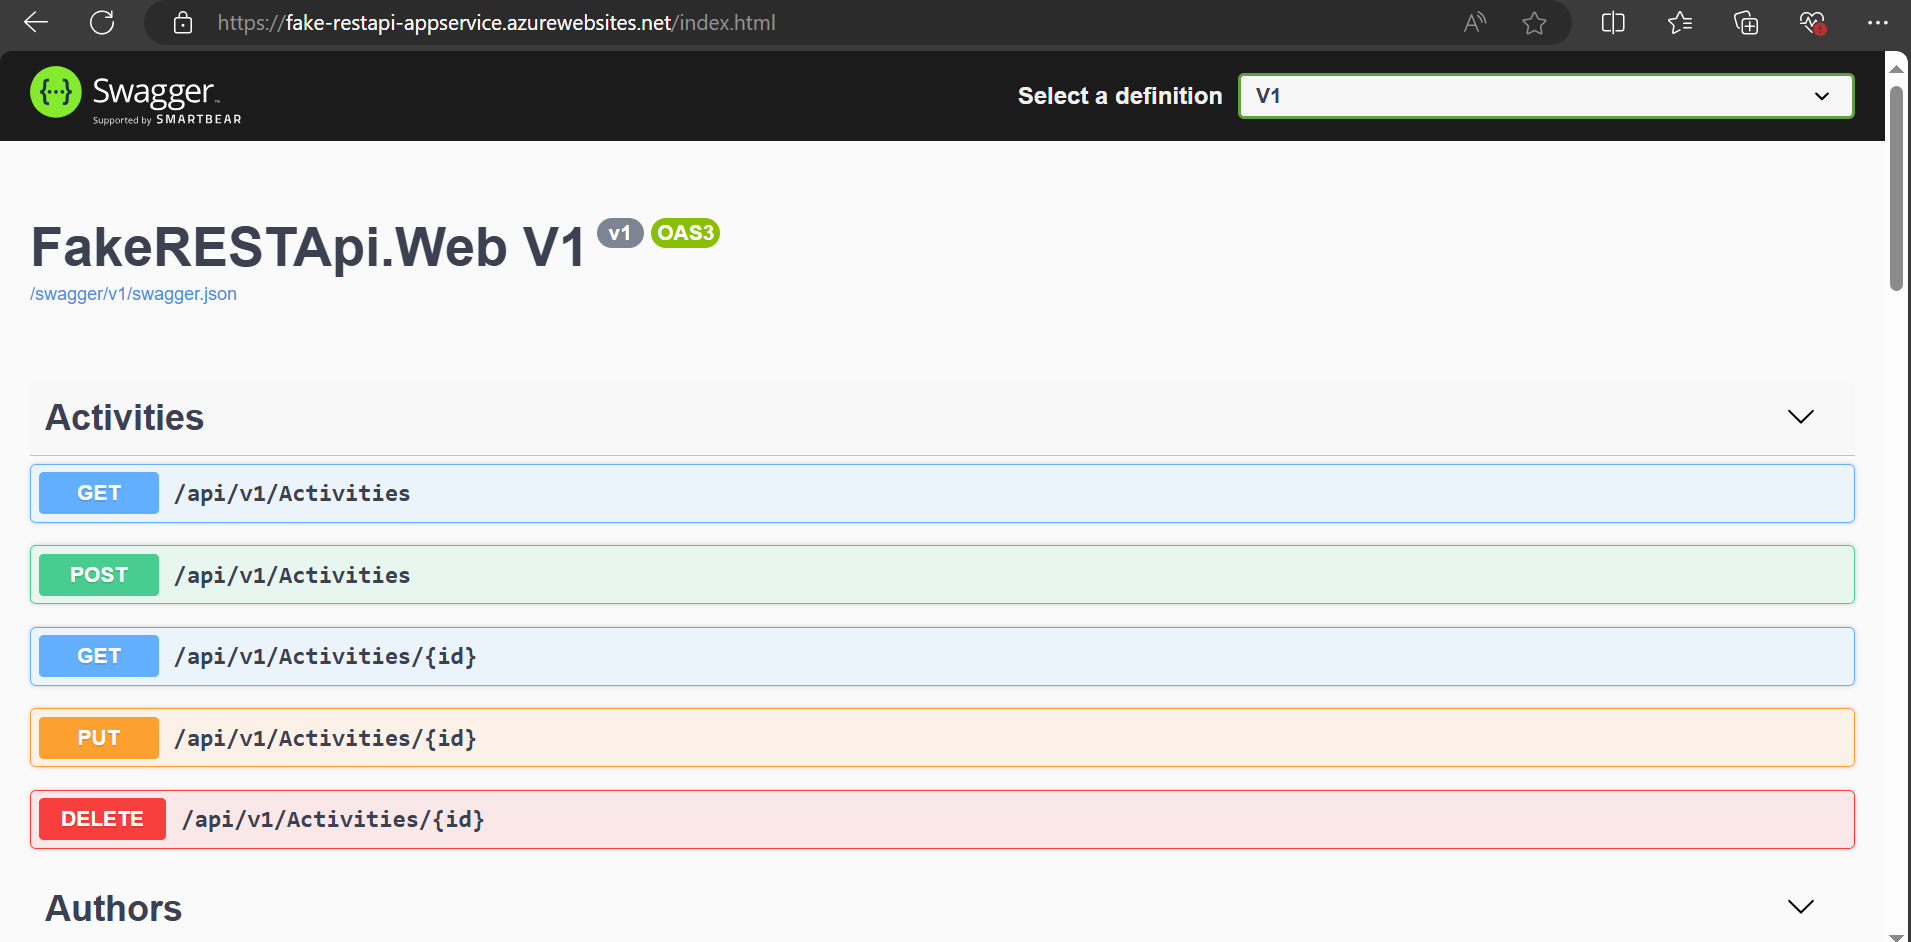 https://fake-restapi-appservice.azurewebsites.net/index.html
{...} Swagger™
Supported by SMARTBEAR
Select a definition
V1
FakeRESTApi.Web V1
v1
OAS3
/swagger/v1/swagger.json
Activities
GET /api/v1/Activities
POST /api/v1/Activities
GET /api/v1/Activities/{id}
PUT /api/v1/Activities/{id}
DELETE /api/v1/Activities/{id}
Authors